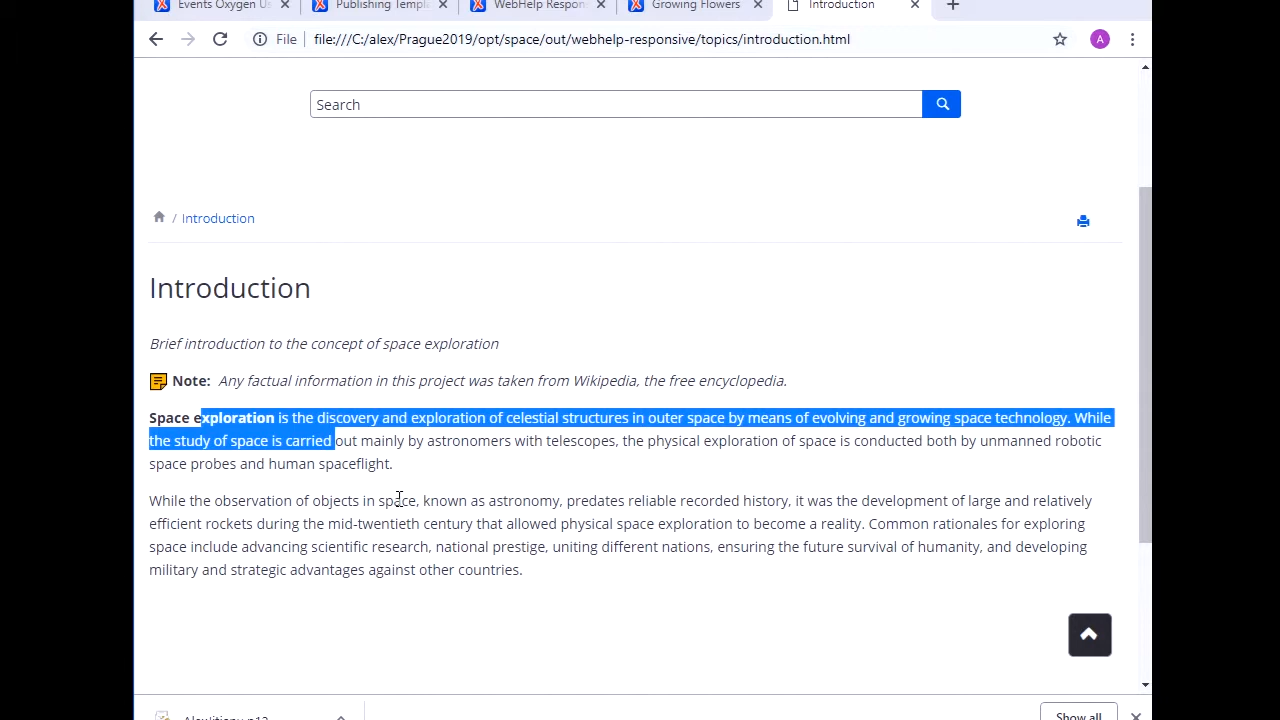 Events Oxygen Us
Publishing Templa
WebHelp Respon
Growing Flowers
Introduction
File
file:///C:/alex/Prague2019/opt/space/out/webhelp-responsive/topics/introduction.html
A
Search
/ Introduction
Introduction
Brief introduction to the concept of space exploration
Note: Any factual information in this project was taken from Wikipedia, the free encyclopedia.
Space exploration is the discovery and exploration of celestial structures in outer space by means of evolving and growing space technology. While
the study of space is carried out mainly by astronomers with telescopes, the physical exploration of space is conducted both by unmanned robotic
space probes and human spaceflight.
While the observation of objects in space, known as astronomy, predates reliable recorded history, it was the development of large and relatively
efficient rockets during the mid-twentieth century that allowed physical space exploration to become a reality. Common rationales for exploring
space include advancing scientific research, national prestige, uniting different nations, ensuring the future survival of humanity, and developing
military and strategic advantages against other countries.
Show all